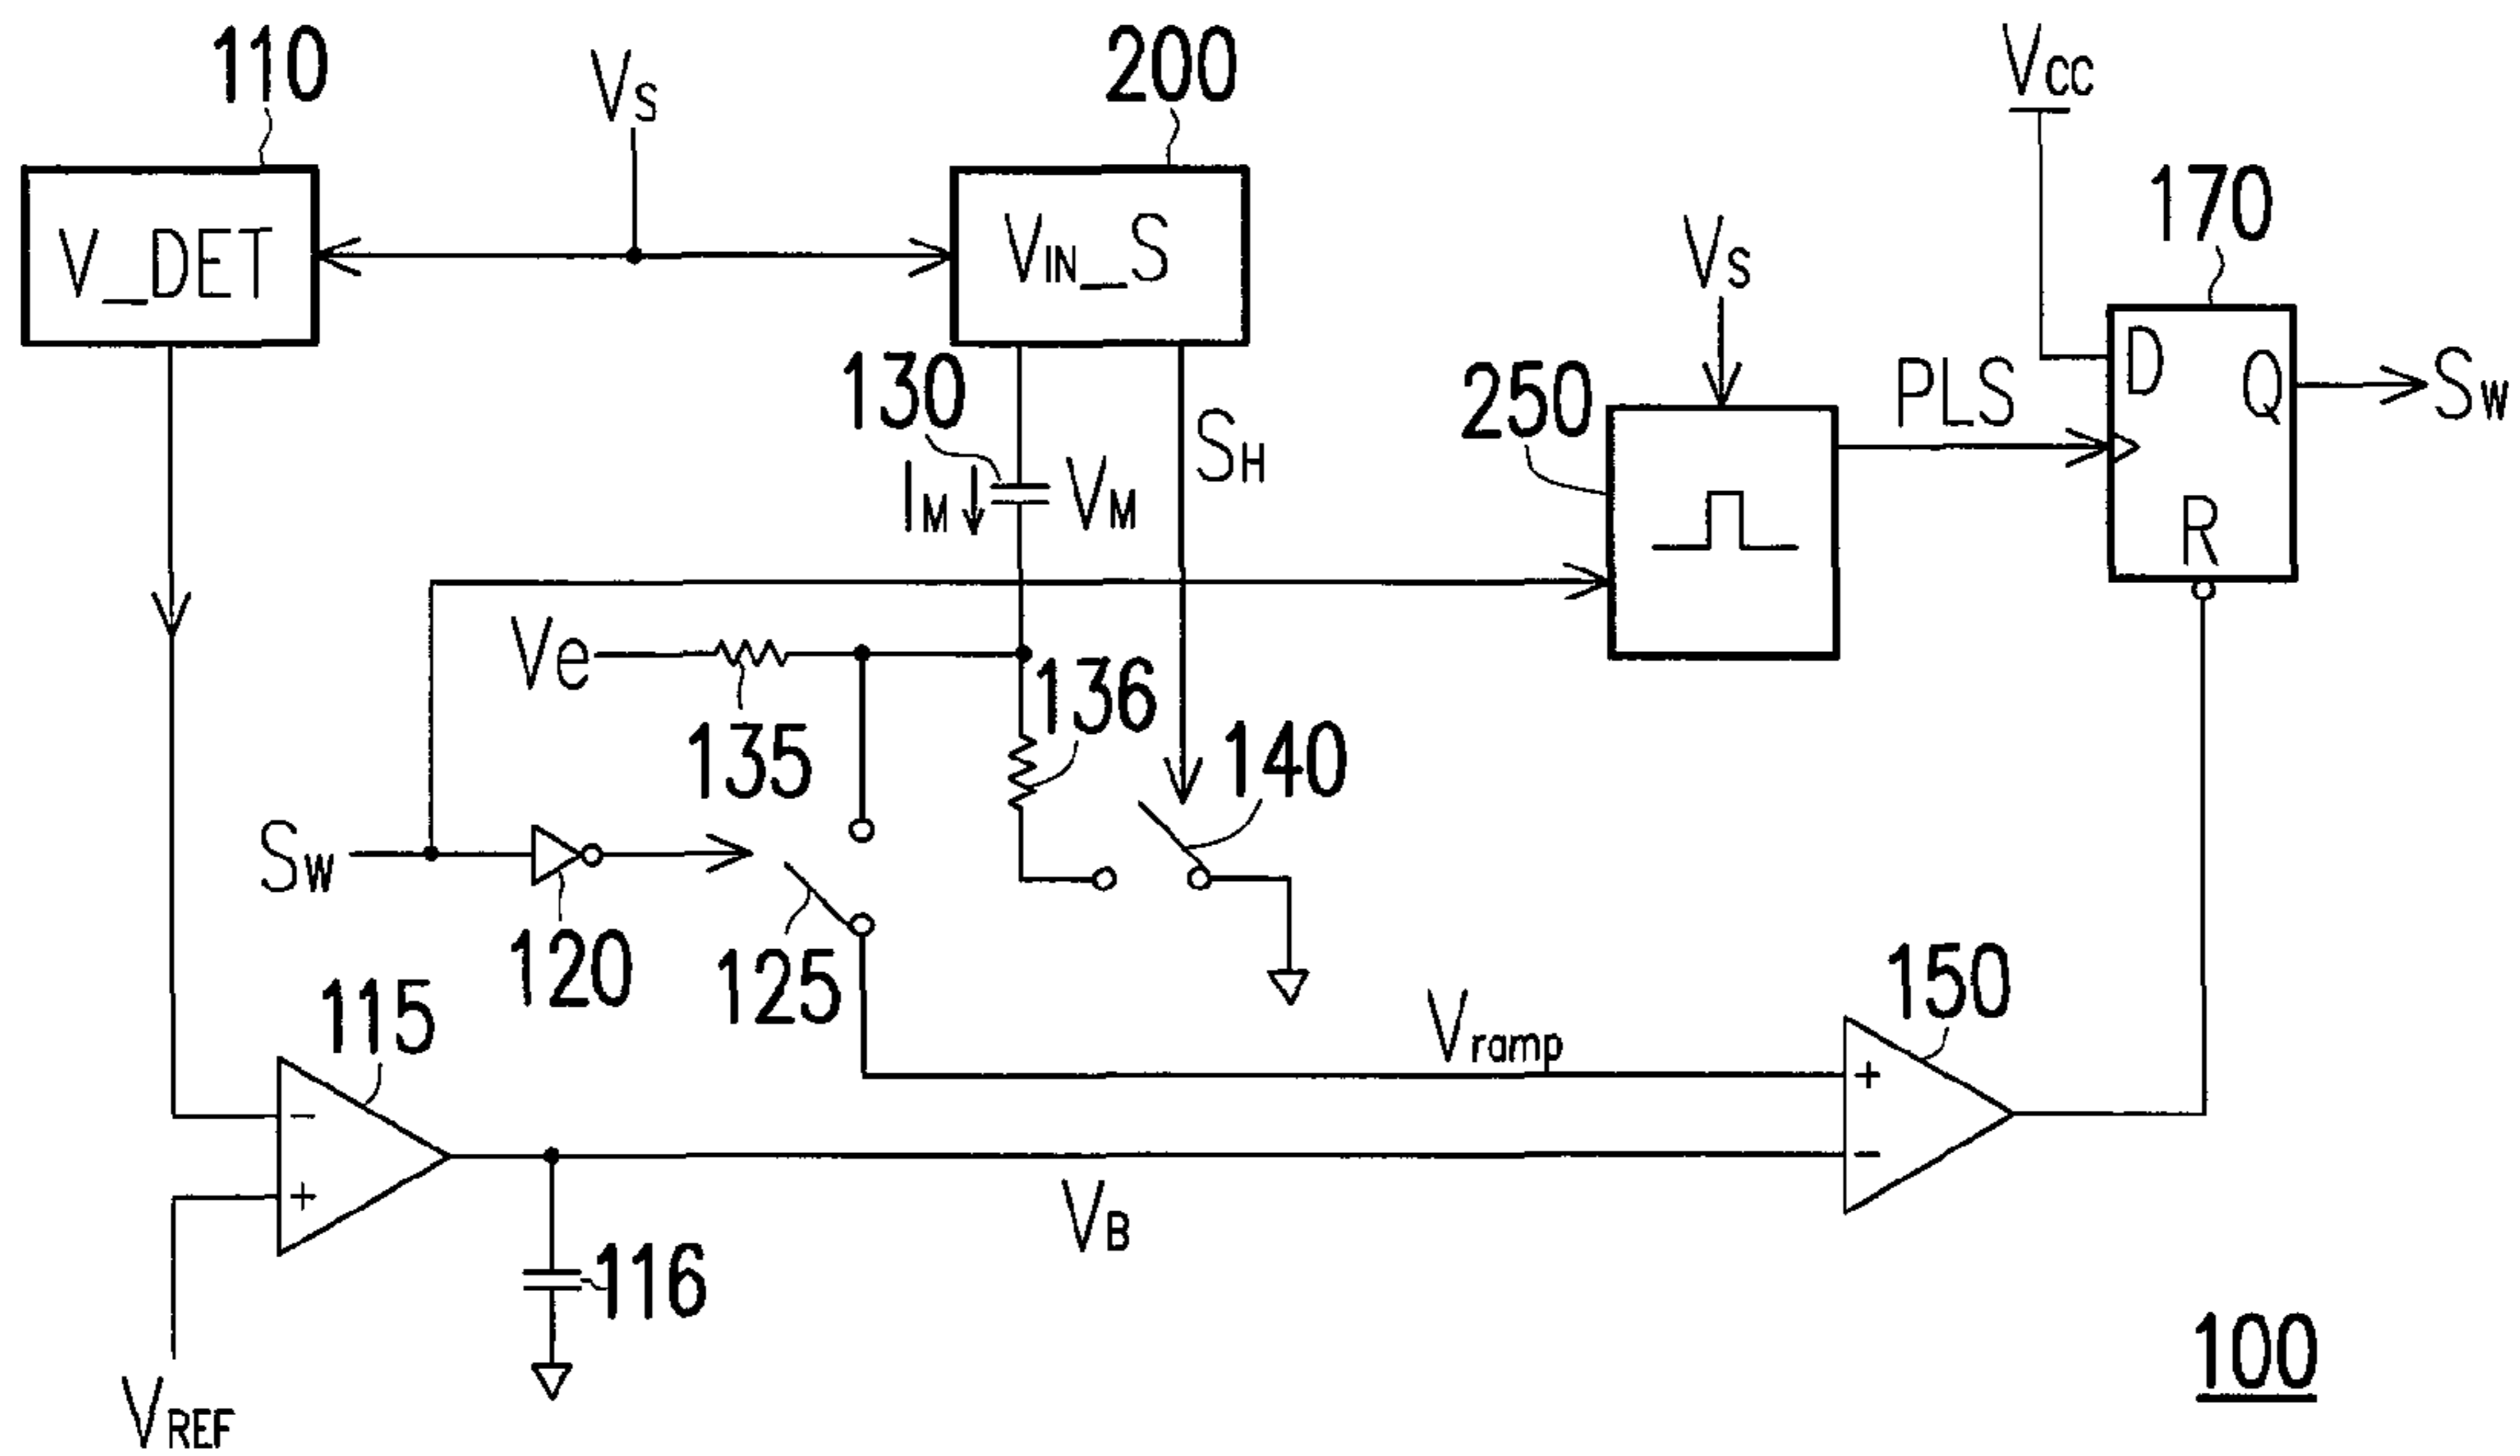 110
VS
200
VCC
V_DET
VIN_S
170
VS
130
250
PLS
D
Q
SW
SH
IM
VM
R
Ve
136
135
140
SW
120
125
115
150
Vramp
−
+
+
−
VB
116
VREF
100